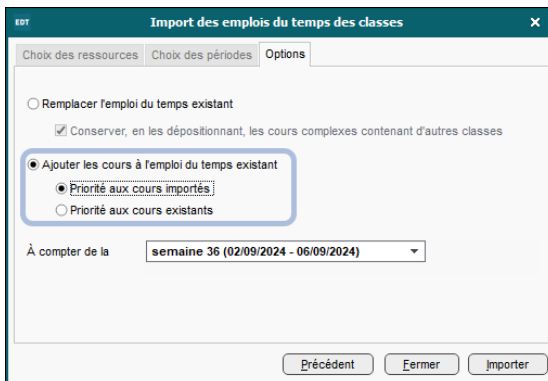 EDT Import des emplois du temps des classes
Choix des ressources Choix des périodes Options
Remplacer l'emploi du temps existant
Conserver, en les dépositionnant, les cours complexes contenant d'autres classes
Ajouter les cours à l'emploi du temps existant
Priorité aux cours importés
Priorité aux cours existants
À compter de la semaine 36 (02/09/2024 - 06/09/2024)
Précédent Fermer Importer